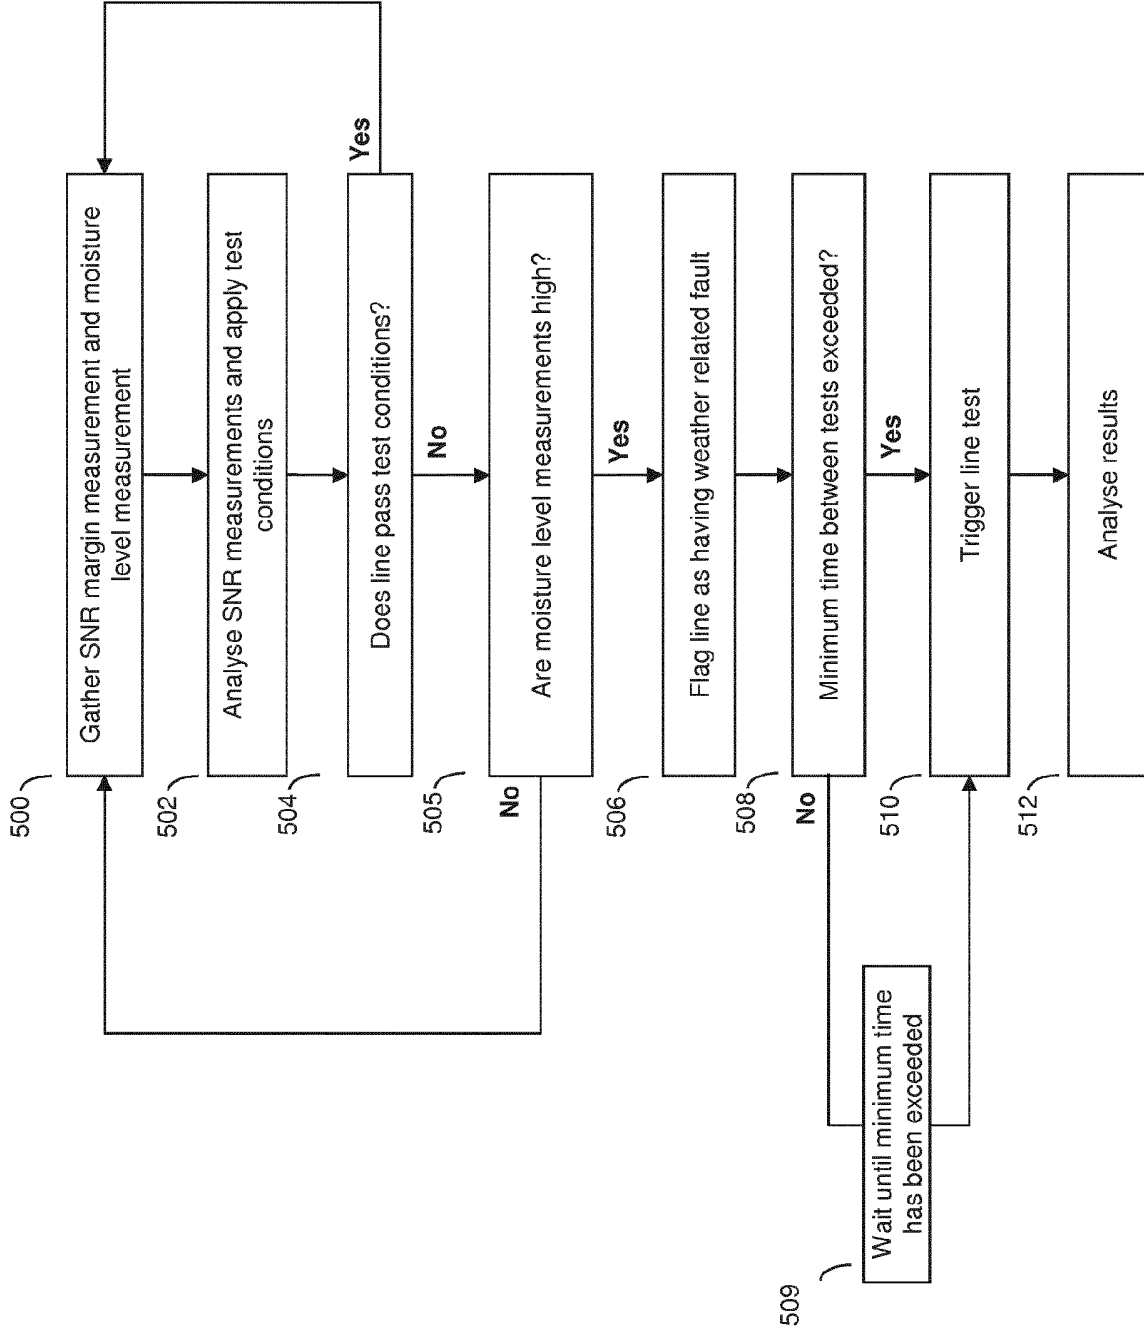 500
Gather SNR margin measurement and moisture
level measurement
502
Analyse SNR measurements and apply test
conditions
504
Does line pass test conditions?
Yes
No
505
Are moisture level measurements high?
No
Yes
506
Flag line as having weather related fault
508
Minimum time between tests exceeded?
No
Yes
509
Wait until minimum time
has been exceeded
510
Trigger line test
512
Analyse results